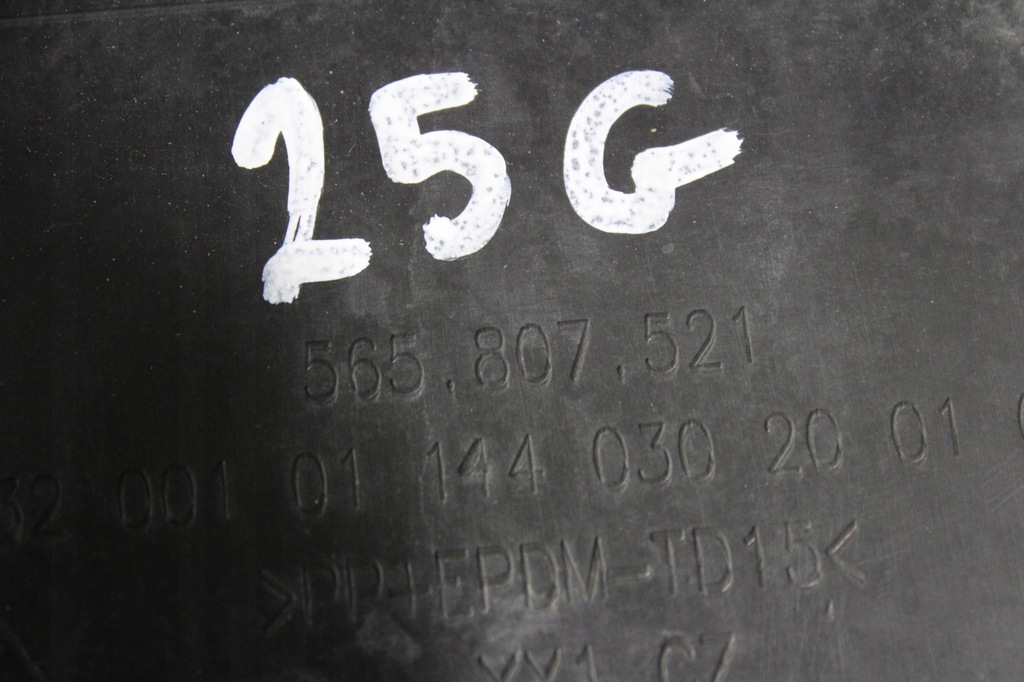 25G
565.807.521
32 001 01 144 030 20 01
>PP+EPDM-TD15<